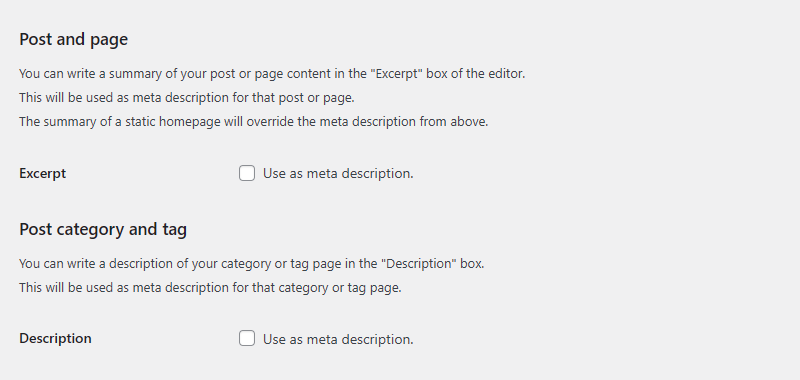 Post and page
You can write a summary of your post or page content in the "Excerpt" box of the editor.
This will be used as meta description for that post or page.
The summary of a static homepage will override the meta description from above.
Excerpt
Use as meta description.
Post category and tag
You can write a description of your category or tag page in the "Description" box.
This will be used as meta description for that category or tag page.
Description
Use as meta description.